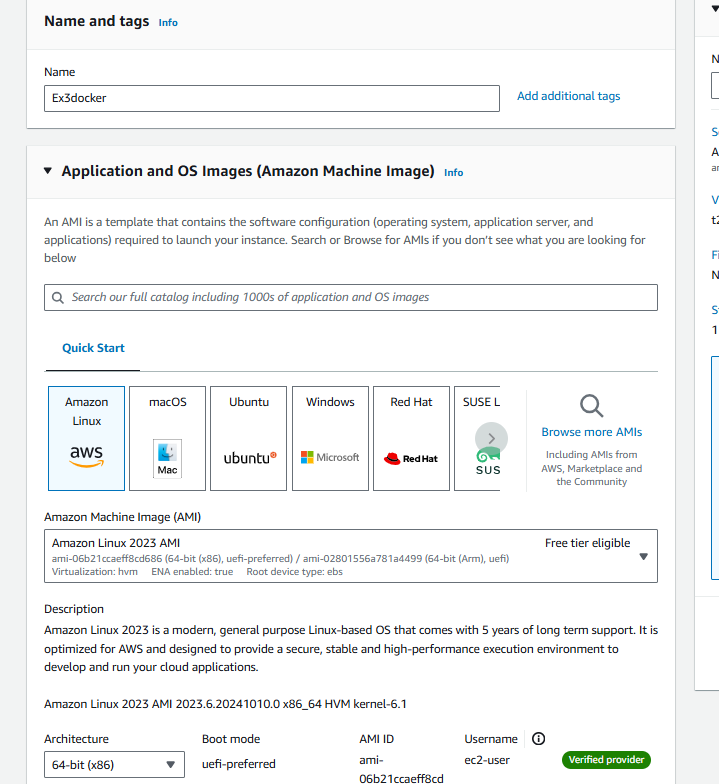 Name and tags Info
Name
Ex3docker
Add additional tags
Application and OS Images (Amazon Machine Image) Info
An AMI is a template that contains the software configuration (operating system, application server, and
applications) required to launch your instance. Search or Browse for AMIs if you don't see what you are looking for
below
Search our full catalog including 1000s of application and OS images
Quick Start
Amazon
Linux
aws
macOS
Mac
Ubuntu
ubuntu
Windows
Microsoft
Red Hat
Red Hat
SUSE L
SUS
Browse more AMIs
Including AMIs from
AWS, Marketplace and
the Community
Amazon Machine Image (AMI)
Amazon Linux 2023 AMI
Free tier eligible
ami-06b21ccaeff8cd686 (64-bit (x86), uefi-preferred) / ami-02801556a781a4499 (64-bit (Arm), uefi)
Virtualization: hvm ENA enabled: true Root device type: ebs
Description
Amazon Linux 2023 is a modern, general purpose Linux-based OS that comes with 5 years of long term support. It is
optimized for AWS and designed to provide a secure, stable and high-performance execution environment to
develop and run your cloud applications.
Amazon Linux 2023 AMI 2023.6.20241010.0 x86_64 HVM kernel-6.1
Architecture
64-bit (x86)
Boot mode
uefi-preferred
AMI ID
ami-
06b21ccaeff8cd
Username
ec2-user
Verified provider